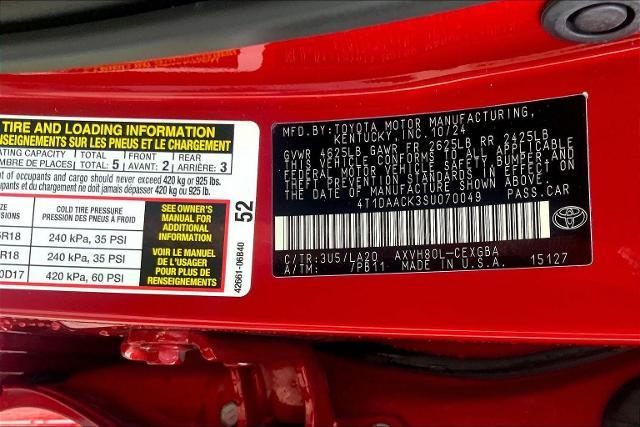 TIRE AND LOADING INFORMATION
ENSEIGNEMENTS SUR LES PNEUS ET LE CHARGEMENT
ATING CAPACITY TOTAL FRONT REAR
MBRE DE PLACES TOTAL: 5 AVANT: 2 ARRIÈRE: 3
t of occupants and cargo should never exceed 420 kg or 925 lbs.
t et du chargement ne doit jamais dépasser 420 kg ou 925 lb.
COLD TIRE PRESSURE
PRESSION DES PNEUS À FROID
R18 240 kPa, 35 PSI
R18 240 kPa, 35 PSI
0D17 420 kPa, 60 PSI
SEE OWNER'S
MANUAL FOR
ADDITIONAL
INFORMATION
VOIR LE MANUEL
DE L'USAGER
POUR PLUS DE
RENSEIGNEMENTS
52
42661-06B40
MFD.BY: TOYOTA MOTOR MANUFACTURING,
KENTUCKY, INC. 10/24
GVWR 4625LB GAWR FR 2625LB RR 2425LB
THIS VEHICLE CONFORMS TO ALL APPLICABLE
FEDERAL MOTOR VEHICLE SAFETY, BUMPER, AND
THEFT PREVENTION STANDARDS IN EFFECT ON
THE DATE OF MANUFACTURE SHOWN ABOVE.
4T1DAACK3SU070049 PASS.CAR
C/TR: 3U5/LA20 AXVH80L-CEXGBA
A/TM: 7PB11 MADE IN U.S.A. 15127